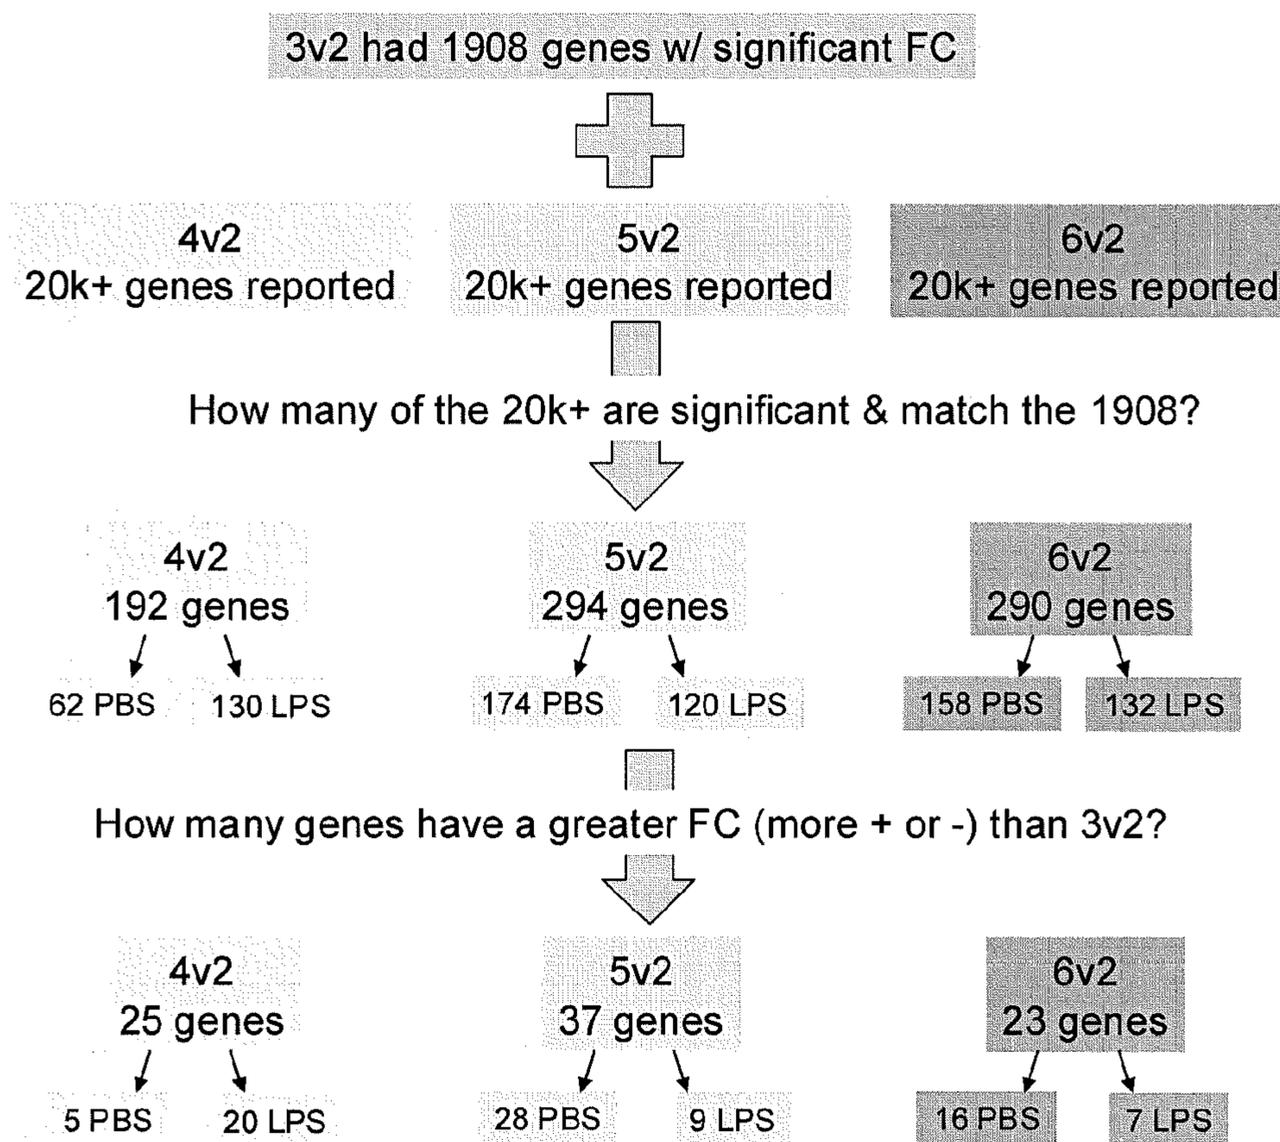 3v2 had 1908 genes w/ significant FC
4v2
20k+ genes reported
5v2
20k+ genes reported
6v2
20k+ genes reported
How many of the 20k+ are significant & match the 1908?
4v2
192 genes
62 PBS
130 LPS
5v2
294 genes
174 PBS
120 LPS
6v2
290 genes
158 PBS
132 LPS
How many genes have a greater FC (more + or -) than 3v2?
4v2
25 genes
5 PBS
20 LPS
5v2
37 genes
28 PBS
9 LPS
6v2
23 genes
16 PBS
7 LPS